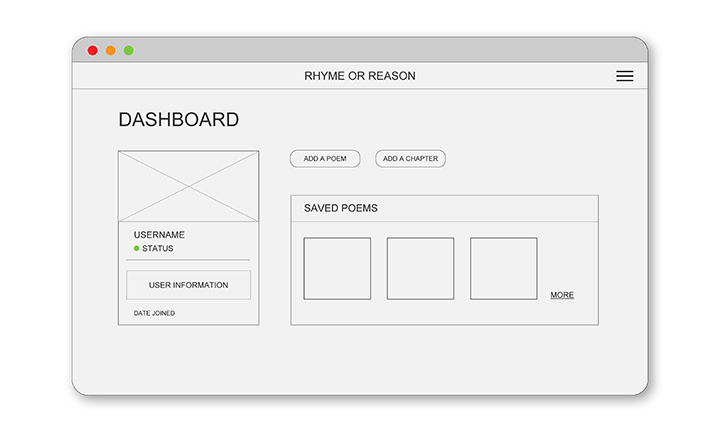 RHYME OR REASON
DASHBOARD
ADD A POEM
ADD A CHAPTER
SAVED POEMS
USERNAME
STATUS
USER INFORMATION
MORE
DATE JOINED